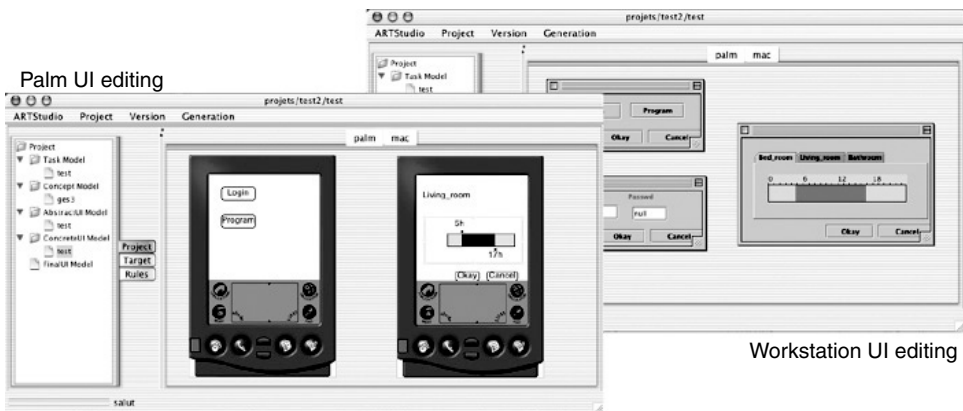 projets/test2/test
ARTStudio Project Version Generation
palm mac
Project
Task Model
test
Program
Okay Cancel
Passwd
null
Okay Cancel
Bed_room Living_room Bathroom
0 6 12 18
Okay Cancel
Workstation UI editing
Palm UI editing
projets/test2/test
ARTStudio Project Version Generation
palm mac
Project
Task Model
test
Concept Model
ges3
AbstractUI Model
test
ConcreteUI Model
test
FinalUI Model
Project
Target
Rules
Login
Program
Living_room
5h
17h
Okay Cancel
salut